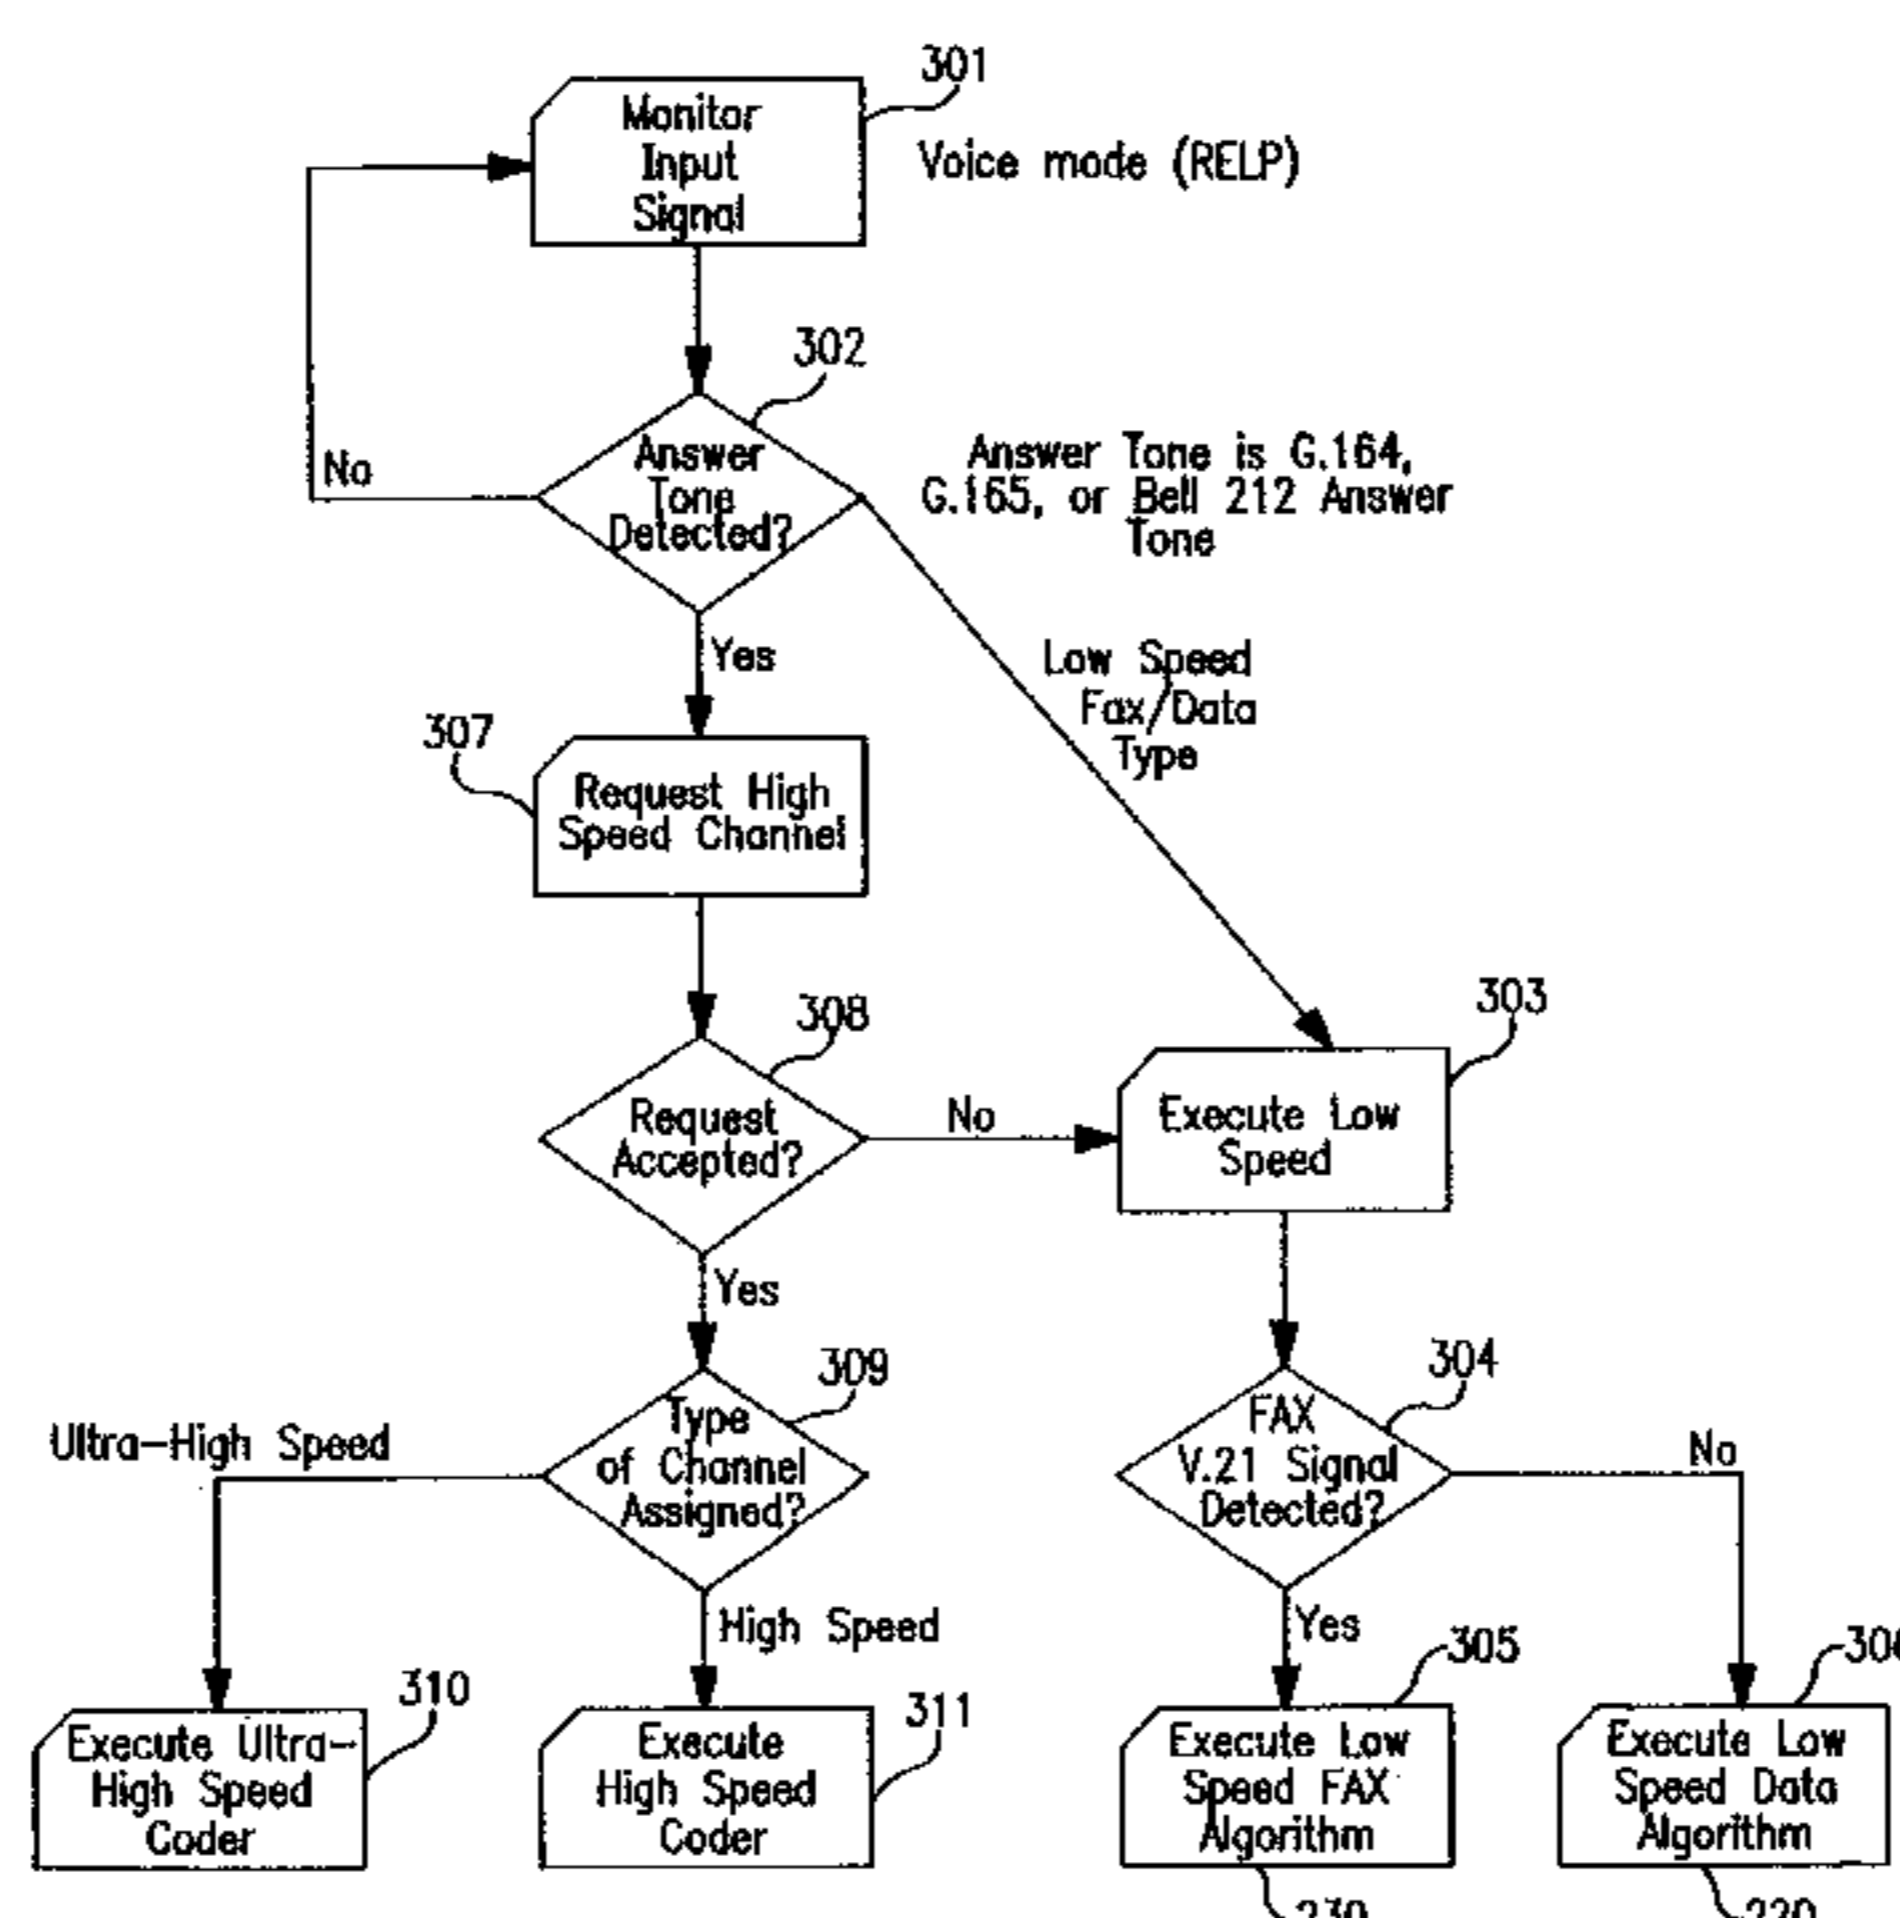 301
Monitor
Input
Signal
Voice mode (RELP)
302
Answer
Tone
Detected?
No
Answer Tone is G.164,
G.165, or Bell 212 Answer
Tone
Yes
Low Speed
Fax/Data
Type
307
Request High
Speed Channel
308
Request
Accepted?
No
303
Execute Low
Speed
Yes
309
Type
of Channel
Assigned?
Ultra-High Speed
304
FAX
V.21 Signal
Detected?
No
High Speed
Yes
305
310
Execute Ultra-
High Speed
Coder
311
Execute
High Speed
Coder
Execute Low
Speed FAX
Algorithm
Execute Low
Speed Data
Algorithm